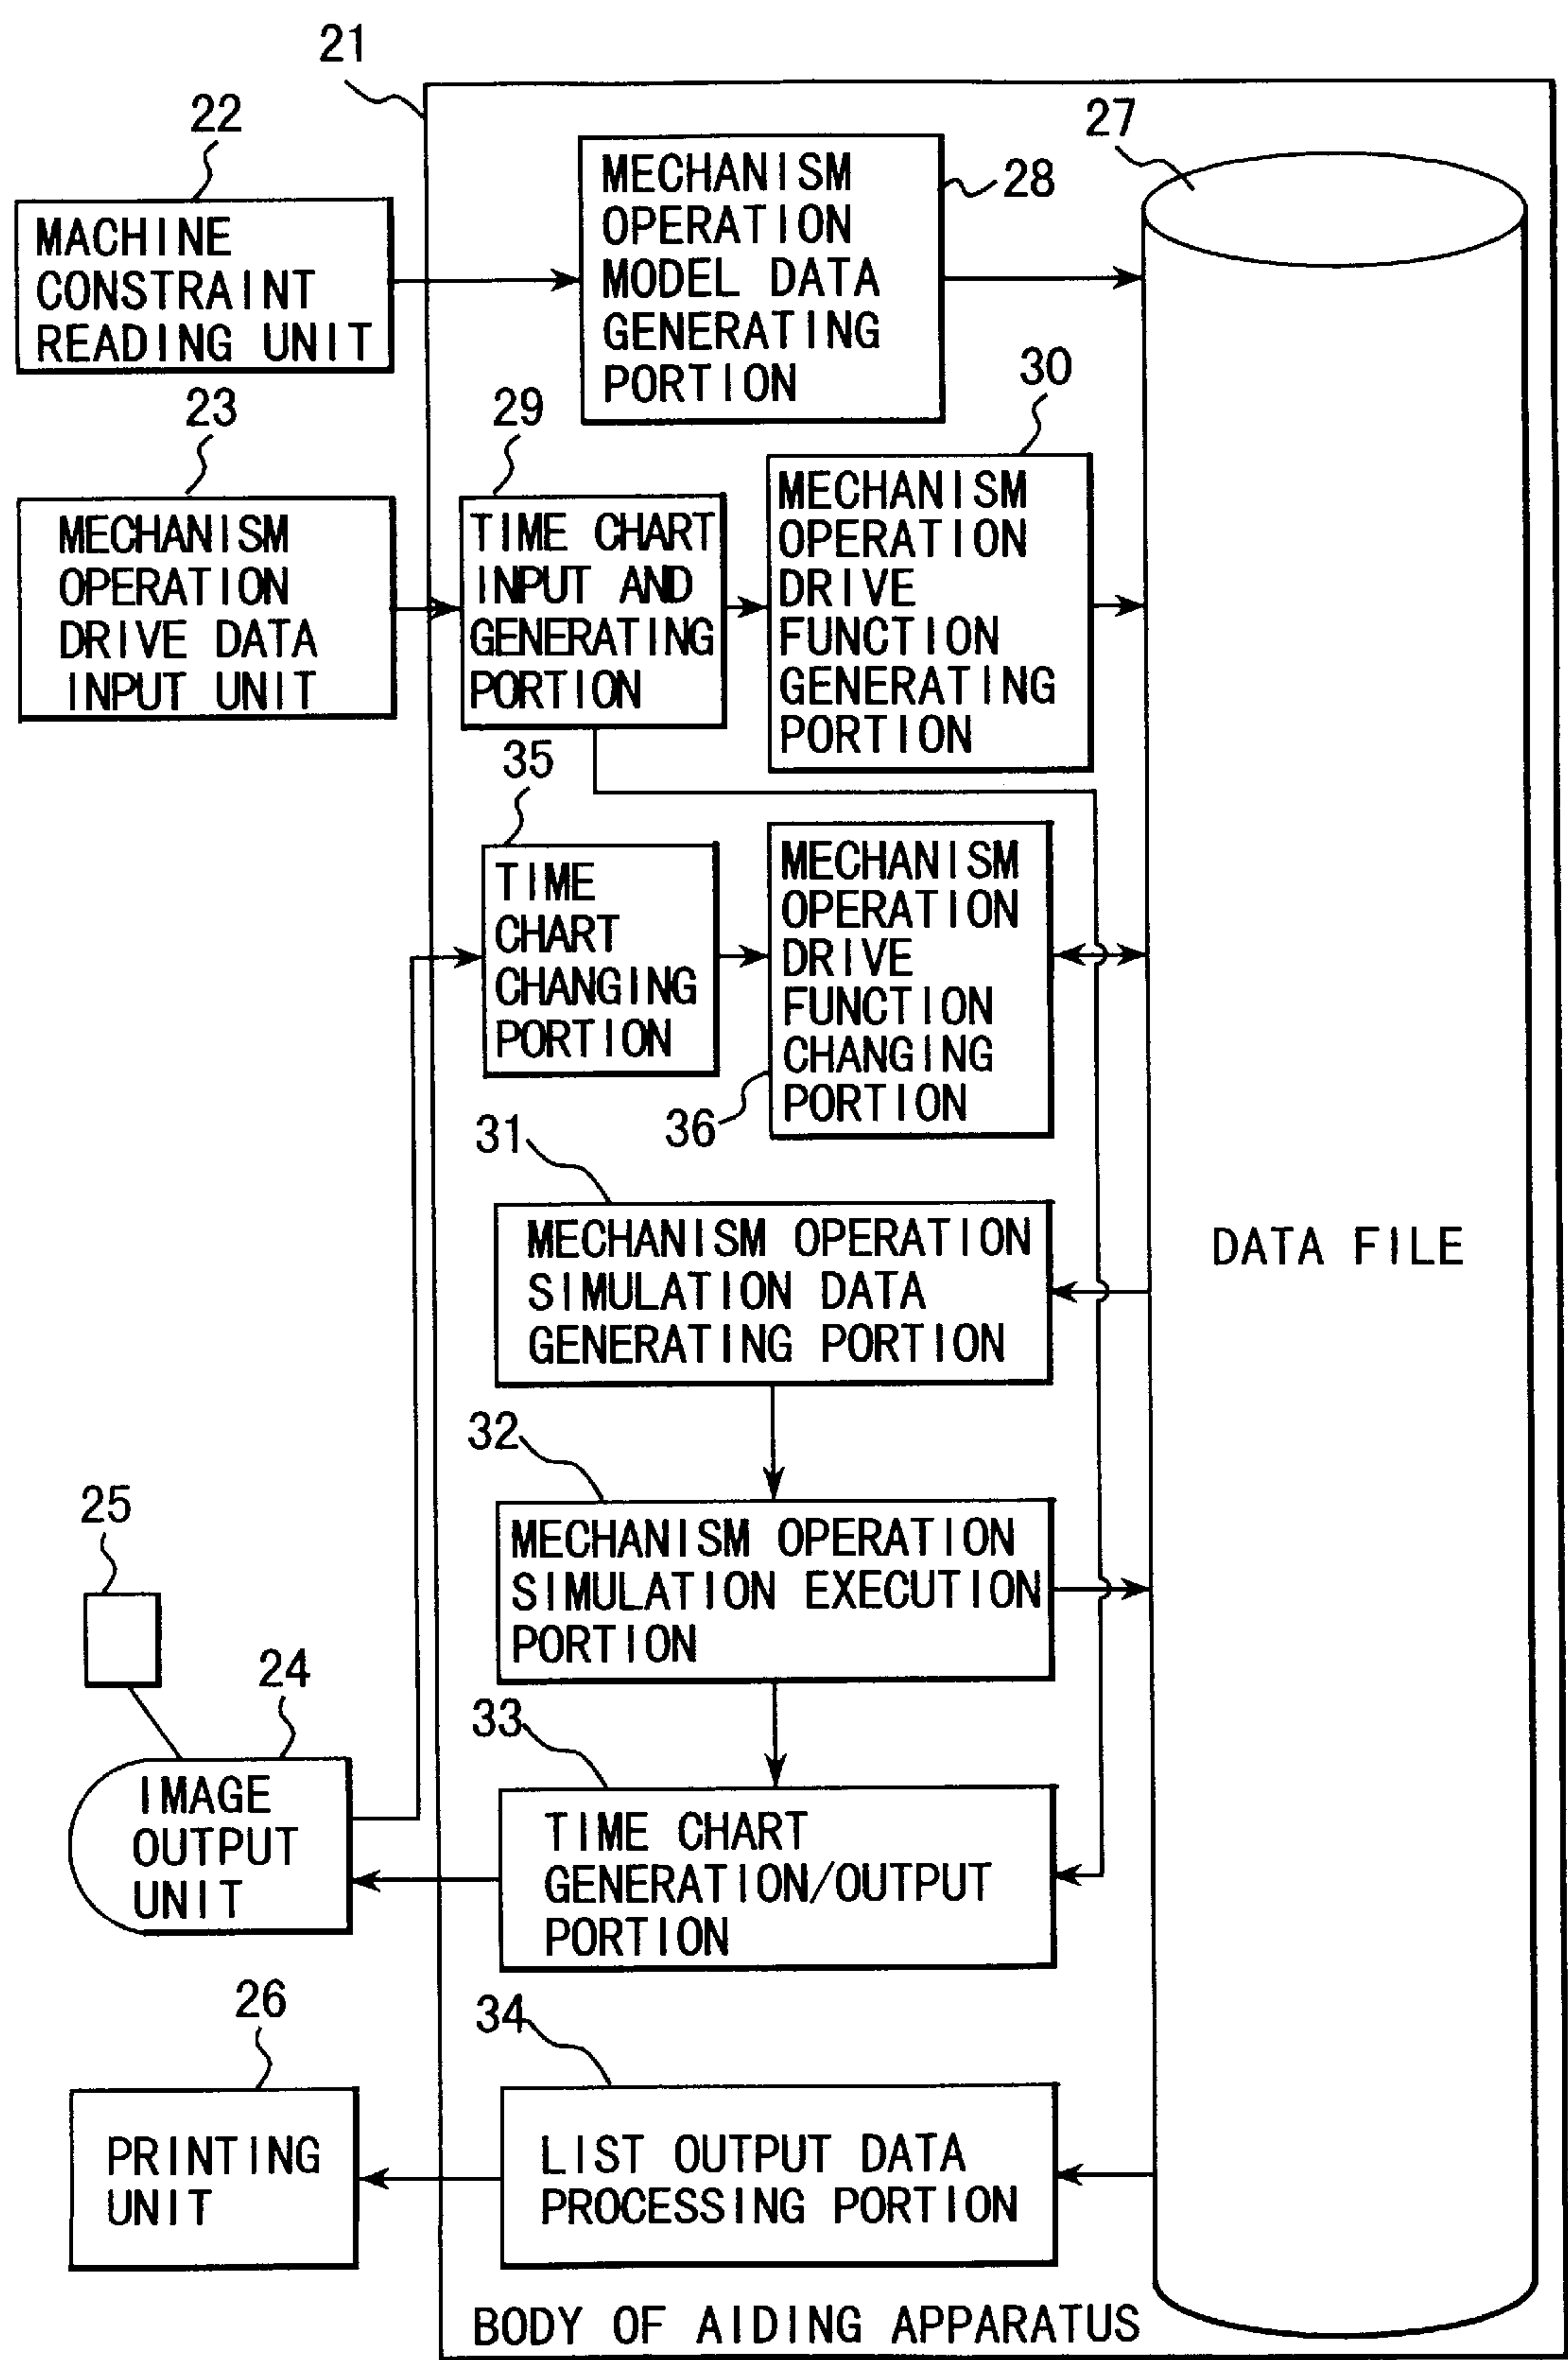 21
22
MACHINE
CONSTRAINT
READING UNIT
MECHANISM
OPERATION
MODEL DATA
GENERATING
PORTION
28
27
23
MECHANISM
OPERATION
DRIVE DATA
INPUT UNIT
29
TIME CHART
INPUT AND
GENERATING
PORTION
30
MECHANISM
OPERATION
DRIVE
FUNCTION
GENERATING
PORTION
35
TIME
CHART
CHANGING
PORTION
MECHANISM
OPERATION
DRIVE
FUNCTION
CHANGING
PORTION
36
31
MECHANISM OPERATION
SIMULATION DATA
GENERATING PORTION
DATA FILE
32
MECHANISM OPERATION
SIMULATION EXECUTION
PORTION
25
24
IMAGE
OUTPUT
UNIT
33
TIME CHART
GENERATION/OUTPUT
PORTION
26
PRINTING
UNIT
34
LIST OUTPUT DATA
PROCESSING PORTION
BODY OF AIDING APPARATUS